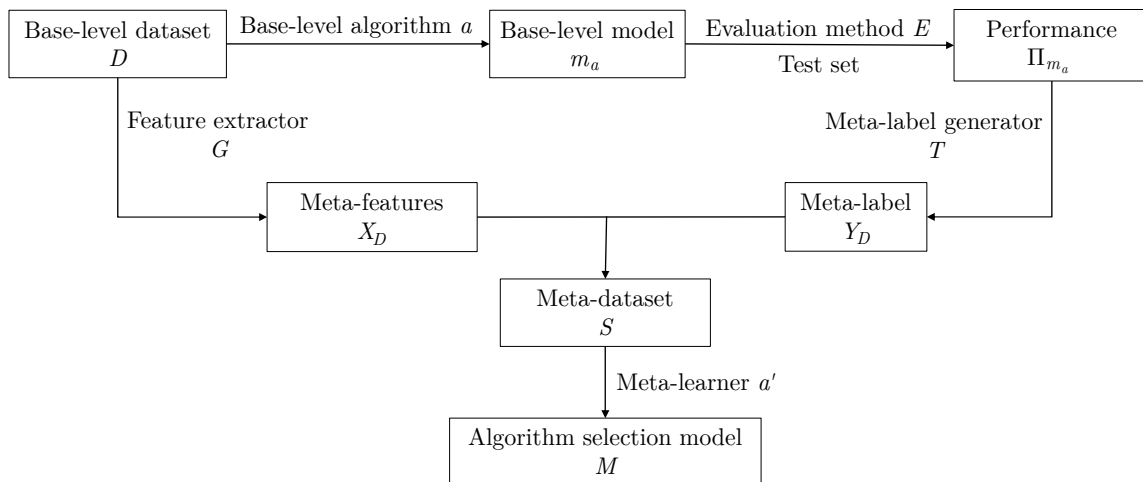 Base-level dataset
D
Base-level algorithm a
Base-level model
m_a
Evaluation method E
Test set
Performance
Π_{m_a}
Feature extractor
G
Meta-label generator
T
Meta-features
X_D
Meta-label
Y_D
Meta-dataset
S
Meta-learner a′
Algorithm selection model
M